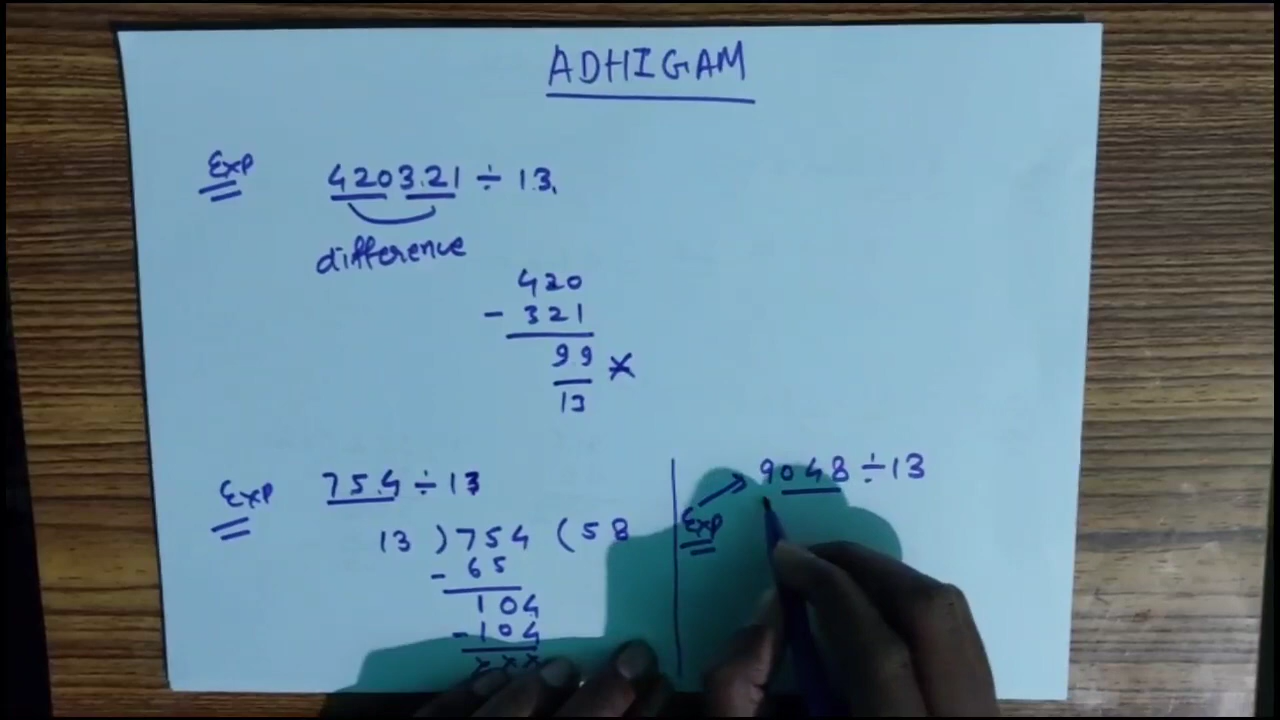 ADHIGAM
Exp 420321 ÷ 13
difference
420
- 321
99 ×
13
Exp 754 ÷ 13
13 ) 754 ( 58
- 65
104
- 104
×××
Exp → 9048 ÷ 13